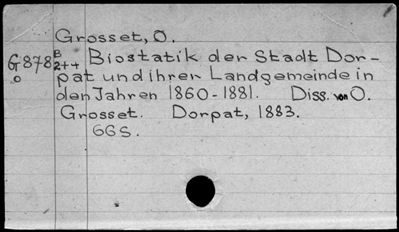 Grosset, O.
G878 B 2++ Biostatik der Stadt Dor-
o pat und ihrer Landgemeinde in
den Jahren 1860-1881. Diss. von O.
Grosset. Dorpat, 1883.
66S.